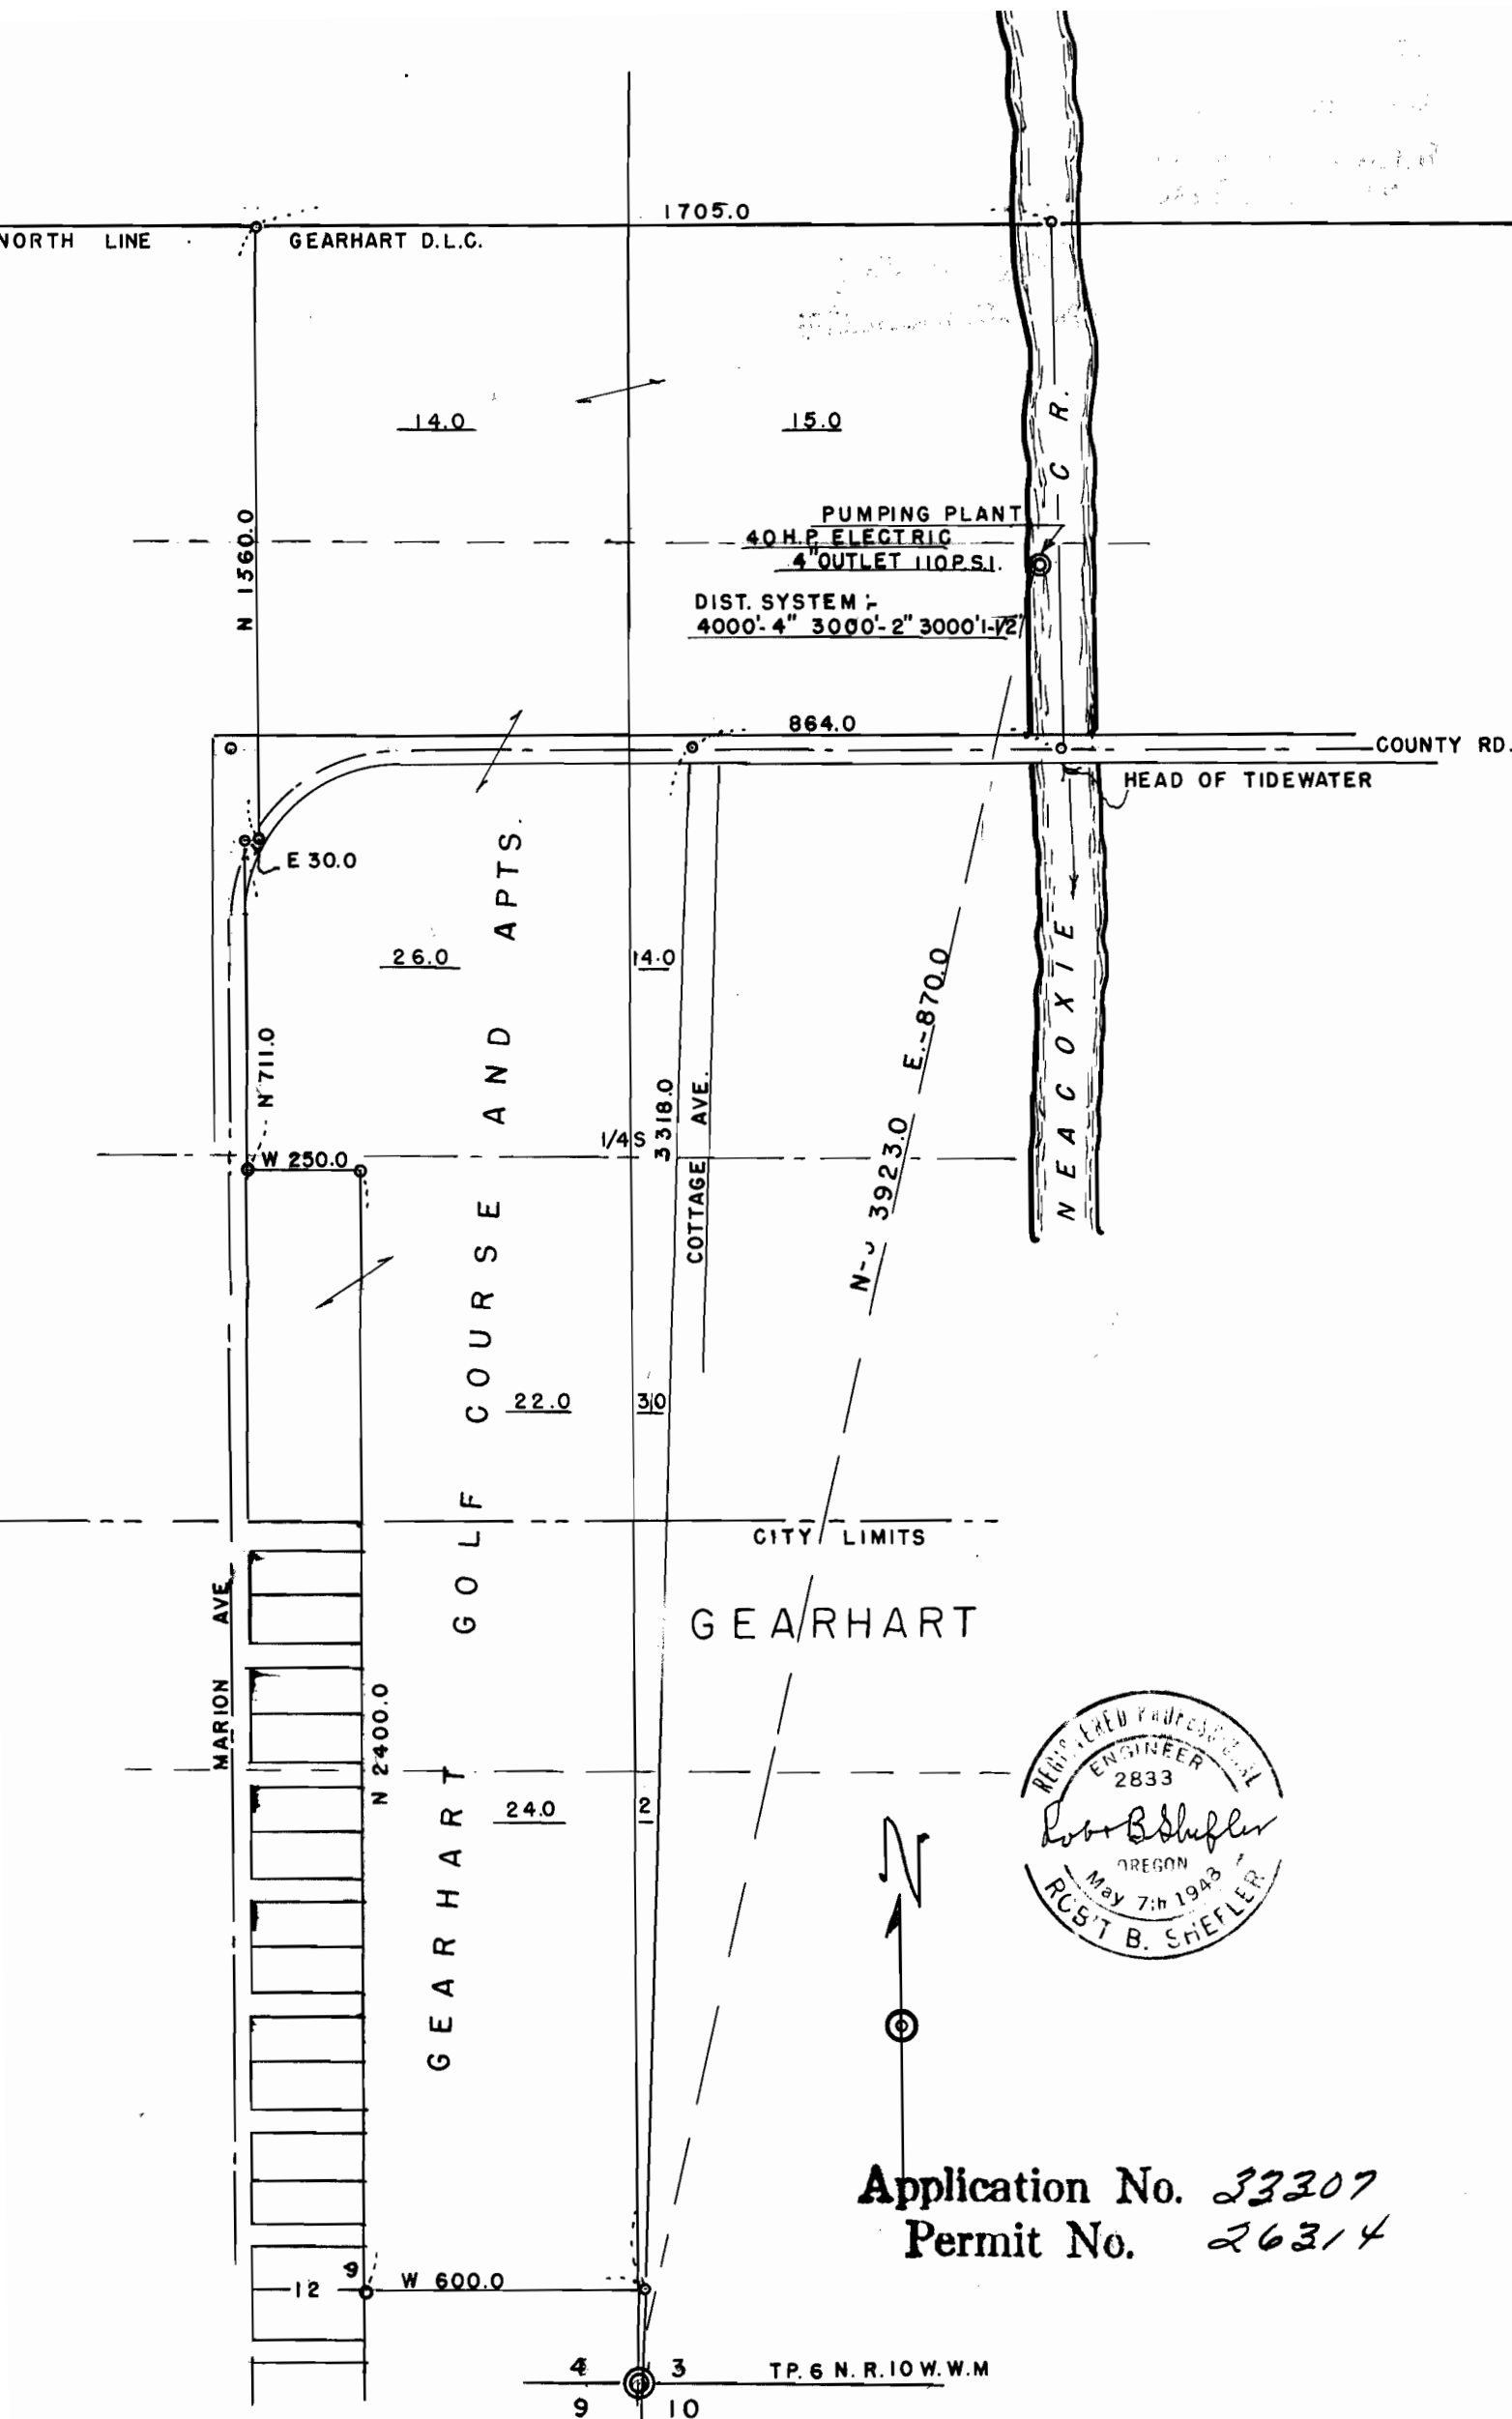 1705.0
NORTH LINE GEARHART D.L.C.
14.0
15.0
C R.
N 1360.0
PUMPING PLANT
40 H.P. ELECTRIC
4" OUTLET 110 P.S.I.
DIST. SYSTEM :-
4000'-4" 3000'-2" 3000'1-1/2"
864.0
COUNTY RD.
HEAD OF TIDEWATER
E 30.0
26.0
14.0
NEACOXIE
N 711.0
E.-870.0
N- 3923.0
1/4 S
3318.0
COTTAGE AVE.
W 250.0
GEARHART GOLF COURSE AND APTS.
22.0
3.0
CITY LIMITS
GEARHART
MARION AVE.
N 2400.0
24.0
2
REGISTERED PROFESSIONAL
ENGINEER
2833
Robt B Shefler
OREGON
May 7th 1948
ROB'T B. SHEFLER
N
Application No. 33307
Permit No. 26314
9
12
W 600.0
4 3 TP. 6 N. R. 10 W. W. M
9 10